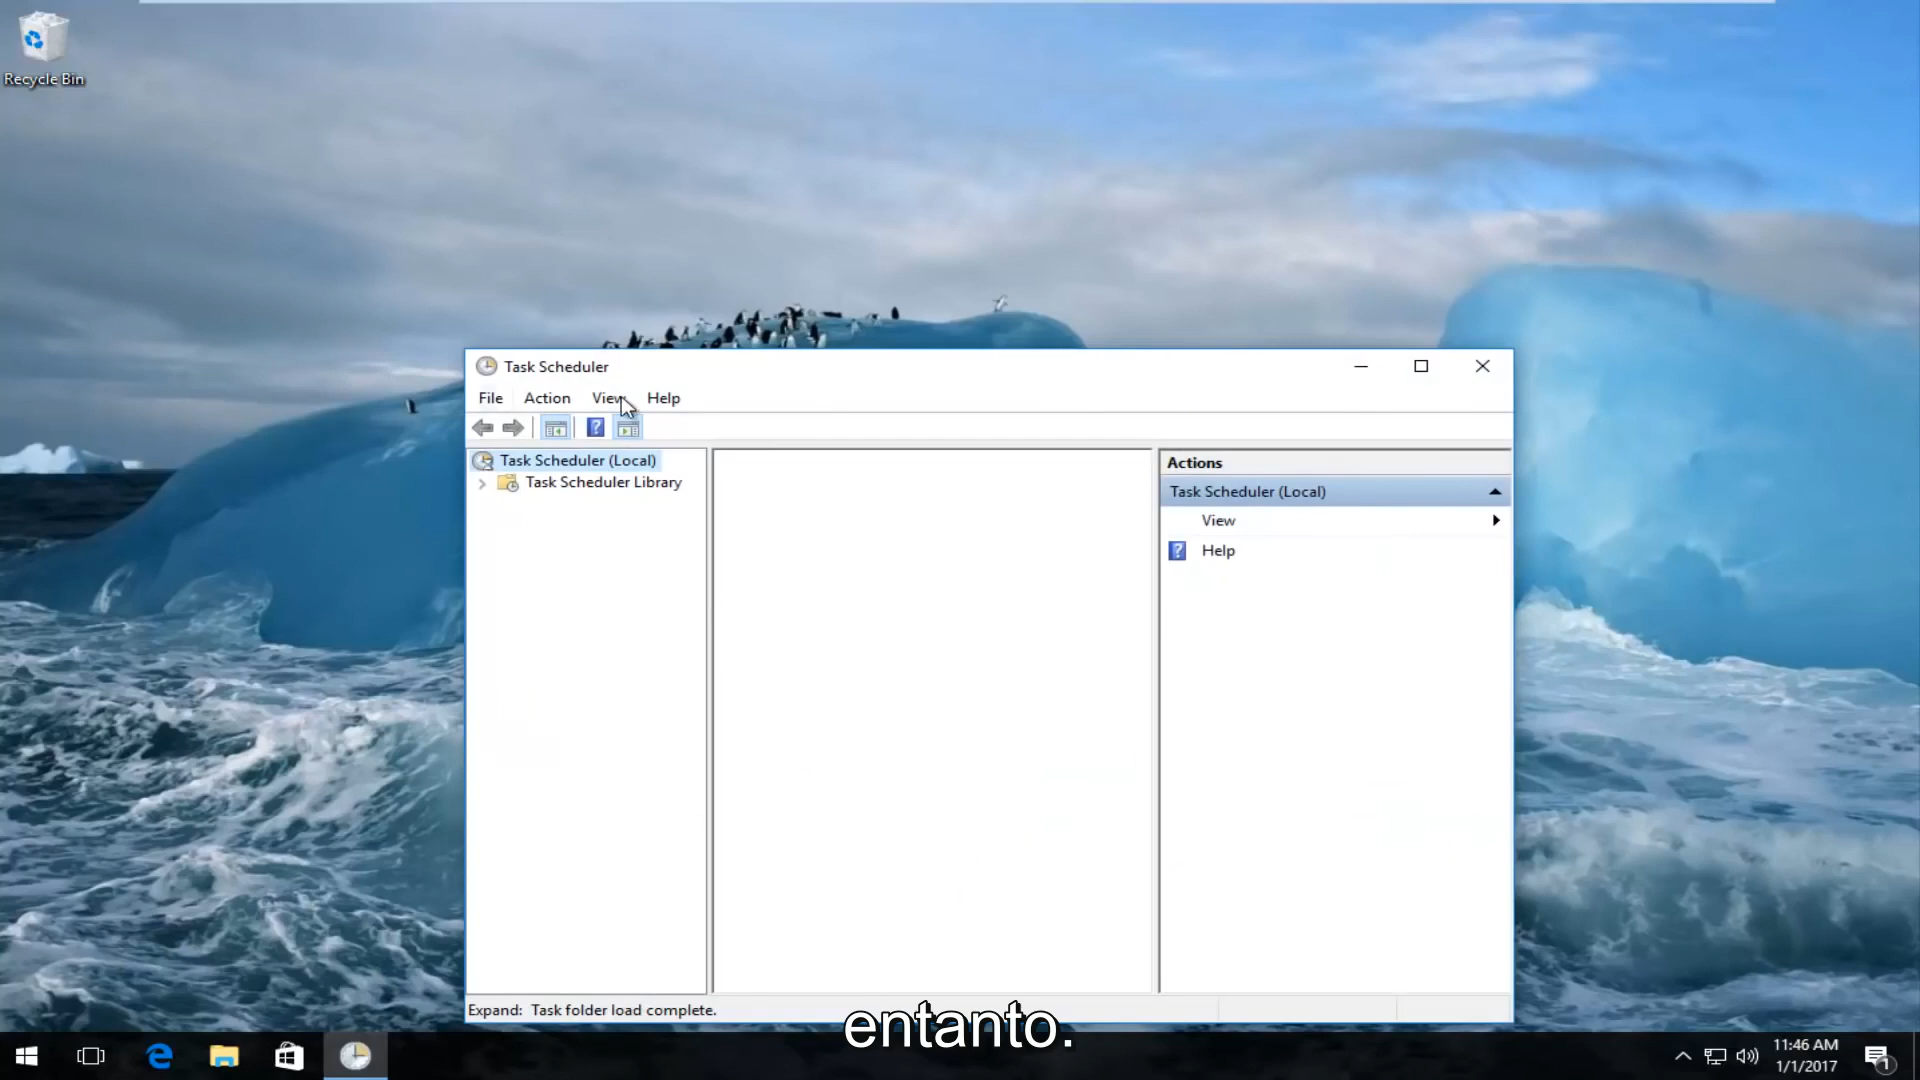 Recycle Bin
Task Scheduler
File Action View Help
Task Scheduler (Local)
Task Scheduler Library
Actions
Task Scheduler (Local)
View
Help
Expand: Task folder load complete.
entanto.
11:46 AM
1/1/2017
1